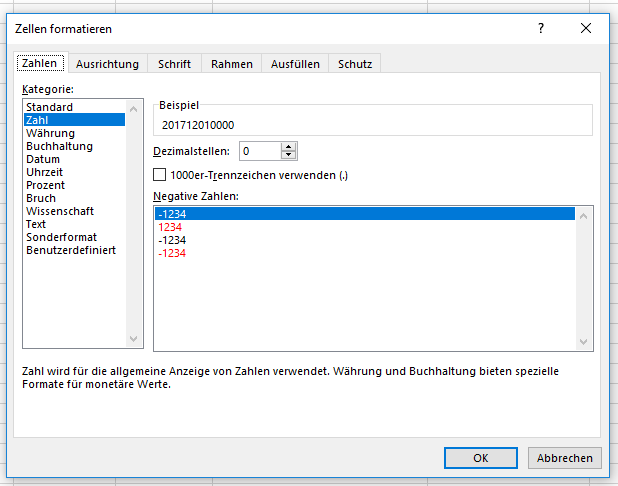 Zellen formatieren
?
Zahlen Ausrichtung Schrift Rahmen Ausfüllen Schutz
Kategorie:
Standard
Zahl
Währung
Buchhaltung
Datum
Uhrzeit
Prozent
Bruch
Wissenschaft
Text
Sonderformat
Benutzerdefiniert
Beispiel
201712010000
Dezimalstellen: 0
1000er-Trennzeichen verwenden (.)
Negative Zahlen:
-1234
1234
-1234
-1234
Zahl wird für die allgemeine Anzeige von Zahlen verwendet. Währung und Buchhaltung bieten spezielle
Formate für monetäre Werte.
OK Abbrechen